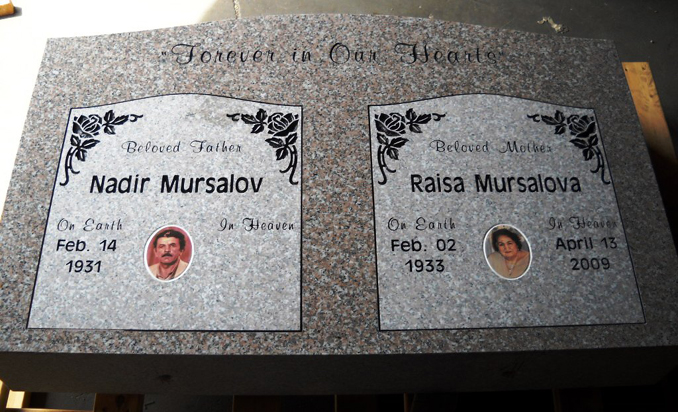 "Forever in Our Hearts"
Beloved Father
Nadir Mursalov
On Earth
In Heaven
Feb. 14
1931
Beloved Mother
Raisa Mursalova
On Earth
In Heaven
Feb. 02
1933
April 13
2009